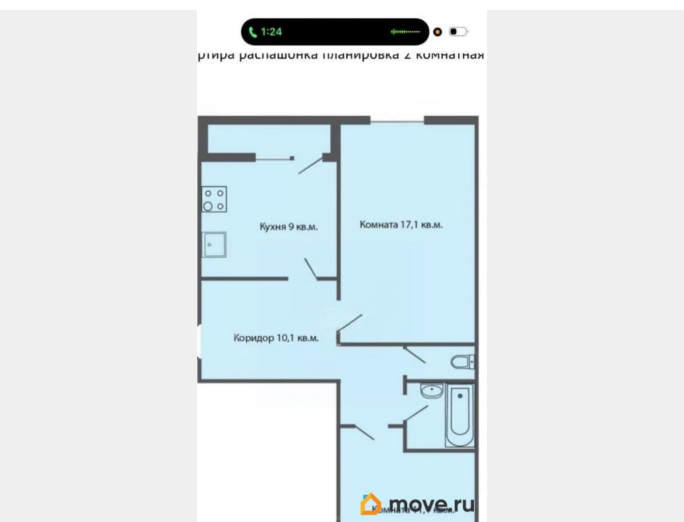 1:24
ртира распашонка планировка 2 комнатная
Кухня 9 кв.м.
Комната 17,1 кв.м.
Коридор 10,1 кв.м.
move.ru